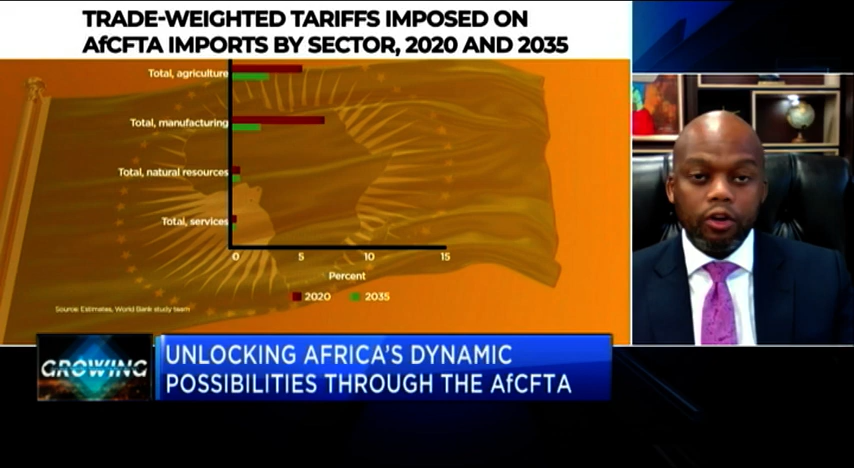 TRADE-WEIGHTED TARIFFS IMPOSED ON
AfCFTA IMPORTS BY SECTOR, 2020 AND 2035
Total, agriculture
Total, manufacturing
Total, natural resources
Total, services
0 5 10 15
Percent
2020 2035
Source: Estimates, World Bank study team
GROWING
UNLOCKING AFRICA'S DYNAMIC
POSSIBILITIES THROUGH THE AfCFTA